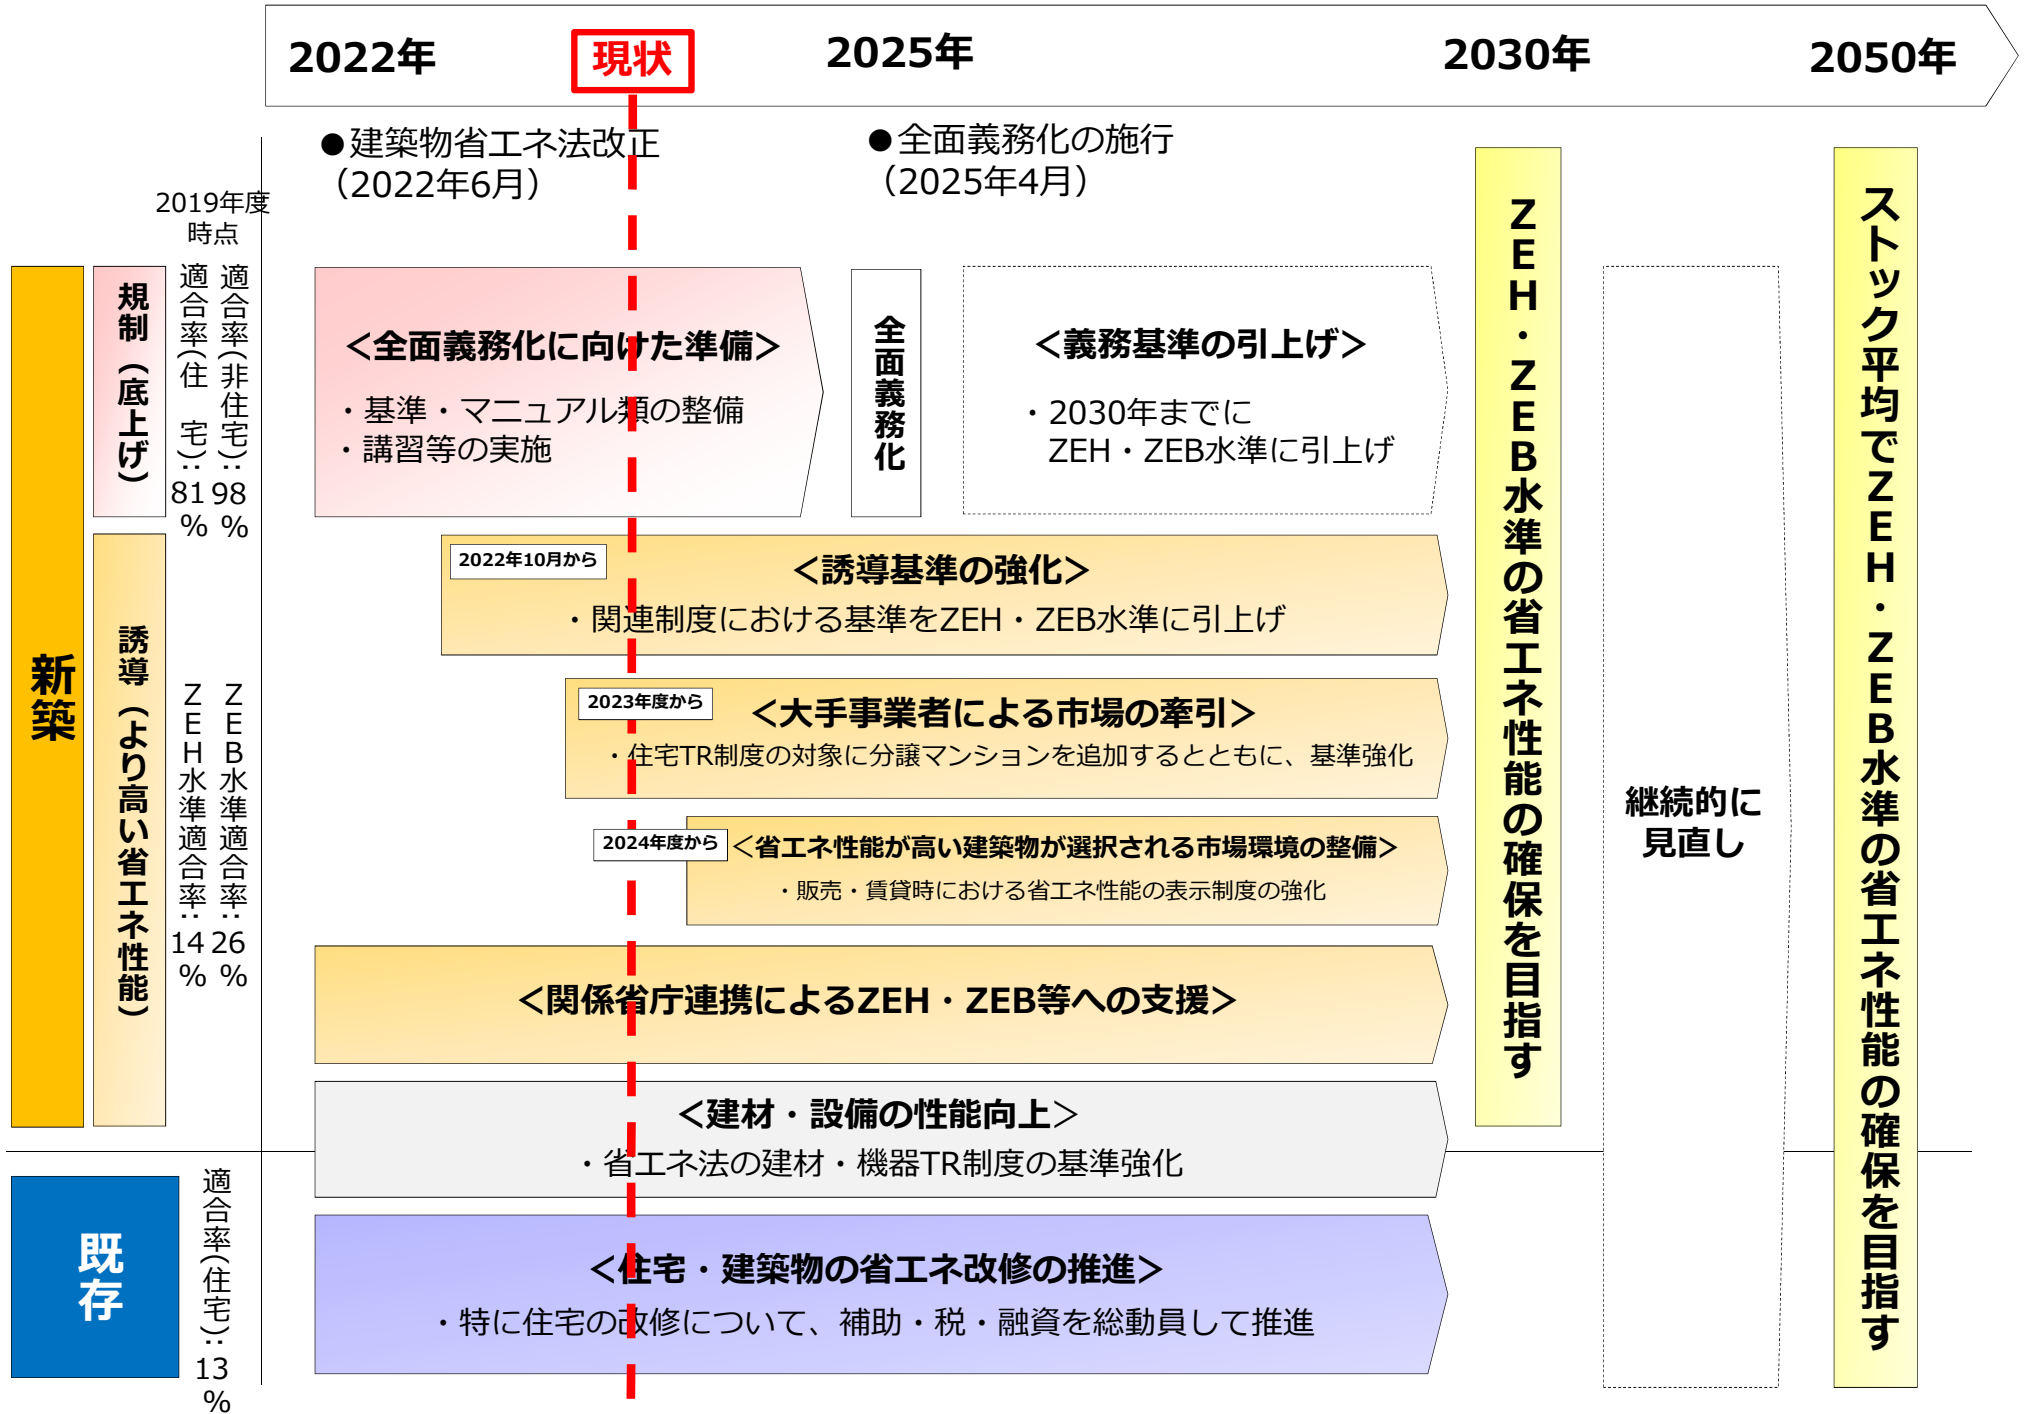 2022年
現状
2025年
2030年
2050年
●建築物省エネ法改正
（2022年6月）
●全面義務化の施行
（2025年4月）
2019年度
時点
新築
規制（底上げ）
適合率(住　宅)：81%
適合率(非住宅)：98%
誘導（より高い省エネ性能）
ZEH水準適合率：14%
ZEB水準適合率：26%
＜全面義務化に向けた準備＞
・基準・マニュアル類の整備
・講習等の実施
全面義務化
＜義務基準の引上げ＞
・2030年までに
ZEH・ZEB水準に引上げ
2022年10月から
＜誘導基準の強化＞
・関連制度における基準をZEH・ZEB水準に引上げ
2023年度から
＜大手事業者による市場の牽引＞
・住宅TR制度の対象に分譲マンションを追加するとともに、基準強化
2024年度から
＜省エネ性能が高い建築物が選択される市場環境の整備＞
・販売・賃貸時における省エネ性能の表示制度の強化
＜関係省庁連携によるZEH・ZEB等への支援＞
＜建材・設備の性能向上＞
・省エネ法の建材・機器TR制度の基準強化
既存
適合率(住宅)：13%
＜住宅・建築物の省エネ改修の推進＞
・特に住宅の改修について、補助・税・融資を総動員して推進
ZEH・ZEB水準の省エネ性能の確保を目指す
継続的に
見直し
ストック平均でZEH・ZEB水準の省エネ性能の確保を目指す